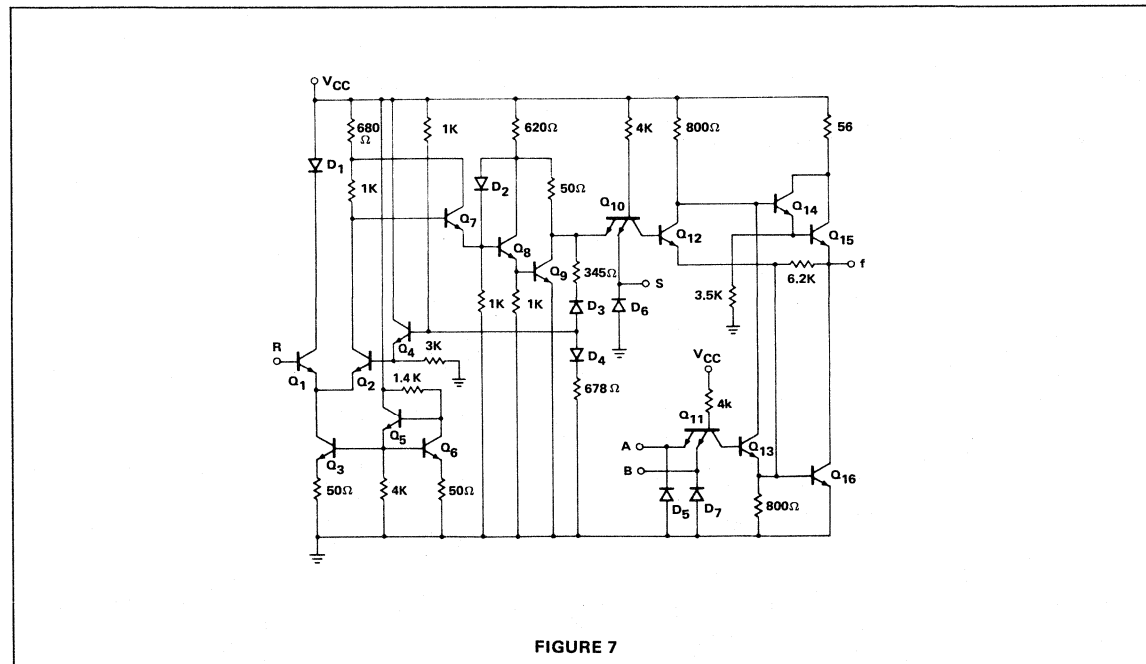 VCC
680
Ω
1K
620Ω
4K
800Ω
56
D1
1K
D2
50Ω
Q10
Q14
Q7
Q12
Q15
Q8
Q9
345Ω
S
6.2K
f
1K
1K
D3
D6
3.5K
R
Q4
3K
D4
VCC
Q1
Q2
1.4 K
678 Ω
4k
Q5
Q11
A
Q13
Q3
Q6
B
Q16
50Ω
4K
50Ω
D5
D7
800Ω
FIGURE 7